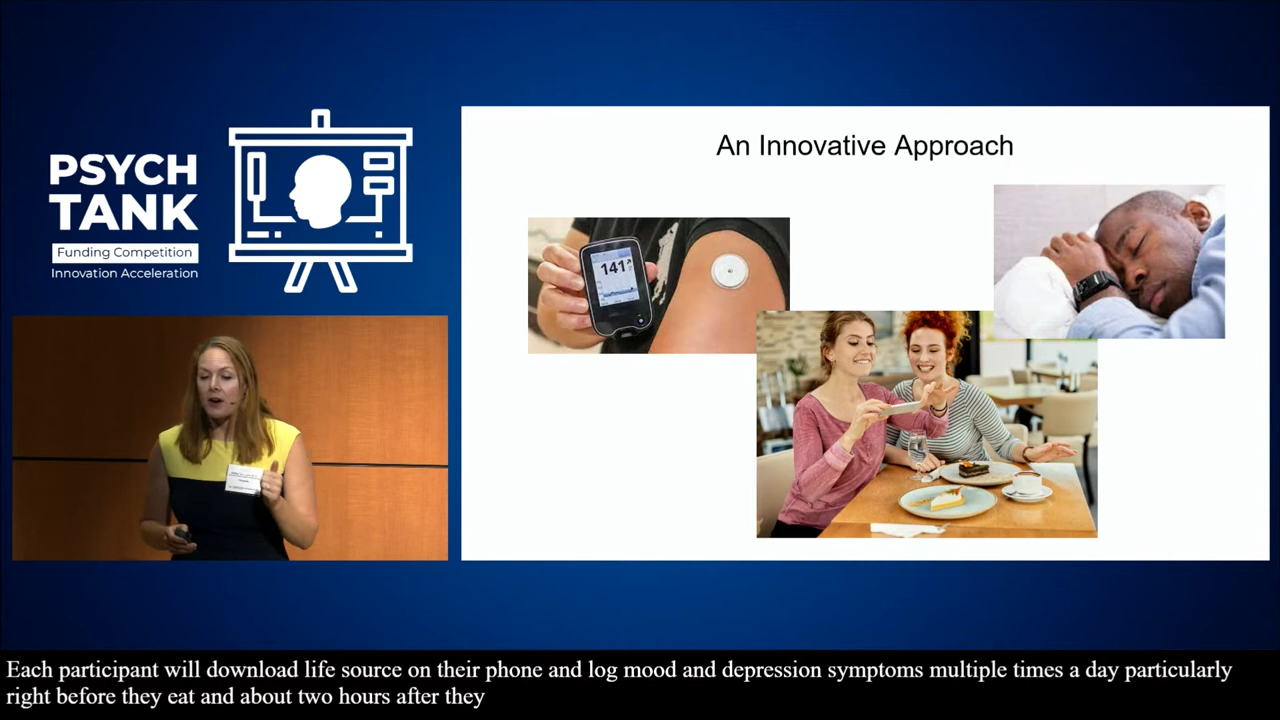 PSYCH
TANK
Funding Competition
Innovation Acceleration
An Innovative Approach
141
Each participant will download life source on their phone and log mood and depression symptoms multiple times a day particularly
right before they eat and about two hours after they